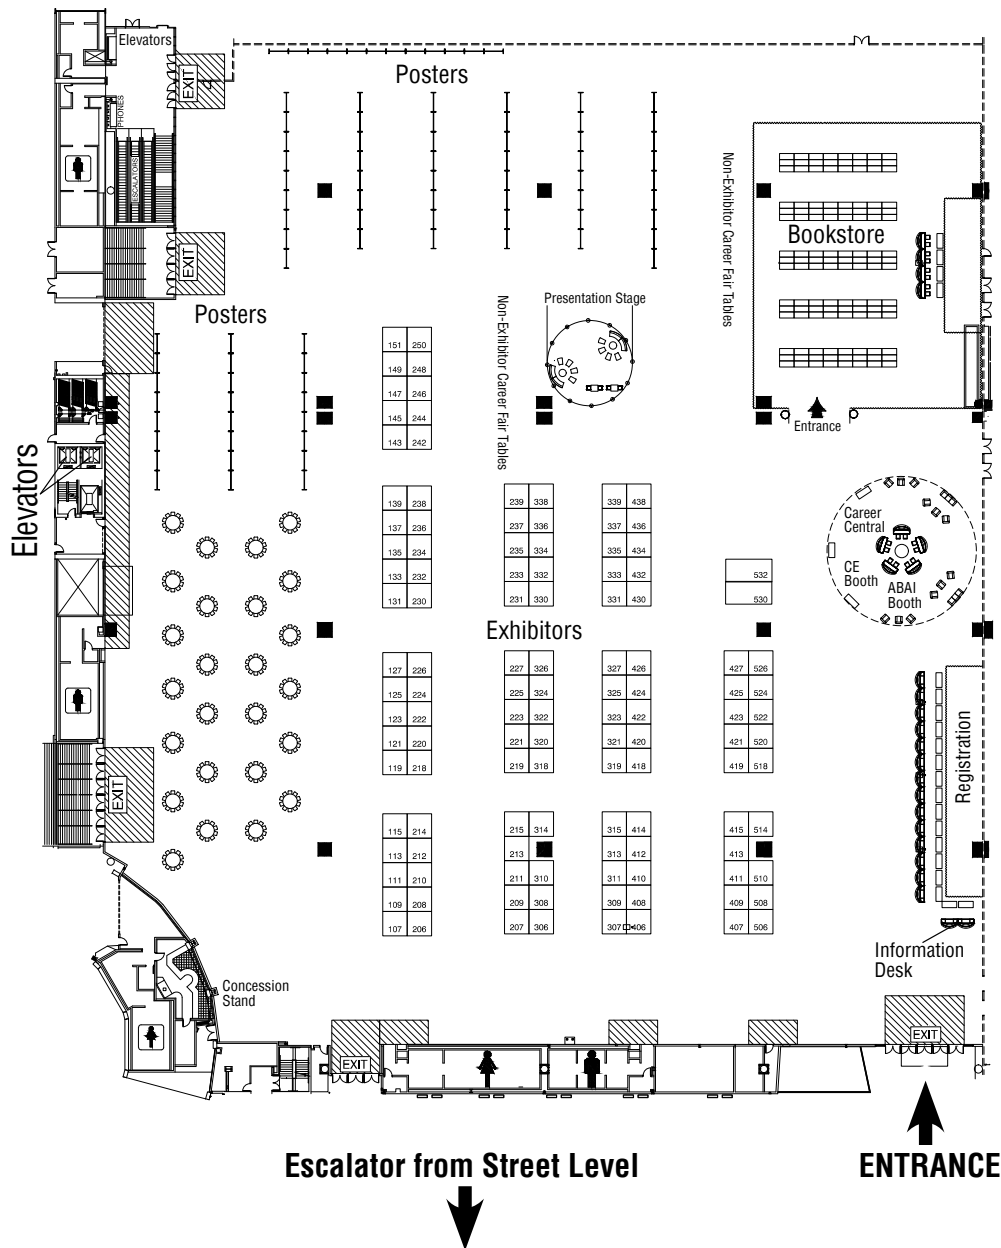 Elevators
EXIT
PHONES
ESCALATORS
Posters
Non-Exhibitor Career Fair Tables
Bookstore
EXIT
Posters
Non-Exhibitor Career Fair Tables
Presentation Stage
Entrance
Elevators
151 250
149 248
147 246
145 244
143 242
139 238
137 236
135 234
133 232
131 230
239 338
237 336
235 334
233 332
231 330
339 438
337 436
335 434
333 432
331 430
532
530
Career
Central
CE
Booth
ABAI
Booth
Exhibitors
127 226
125 224
123 222
121 220
119 218
227 326
225 324
223 322
221 320
219 318
327 426
325 424
323 422
321 420
319 418
427 526
425 524
423 522
421 520
419 518
Registration
EXIT
115 214
113 212
111 210
109 208
107 206
215 314
213
211 310
209 308
207 306
315 414
313 412
311 410
309 408
307 406
415 514
413
411 510
409 508
407 506
Information
Desk
Concession
Stand
EXIT
EXIT
Escalator from Street Level
ENTRANCE